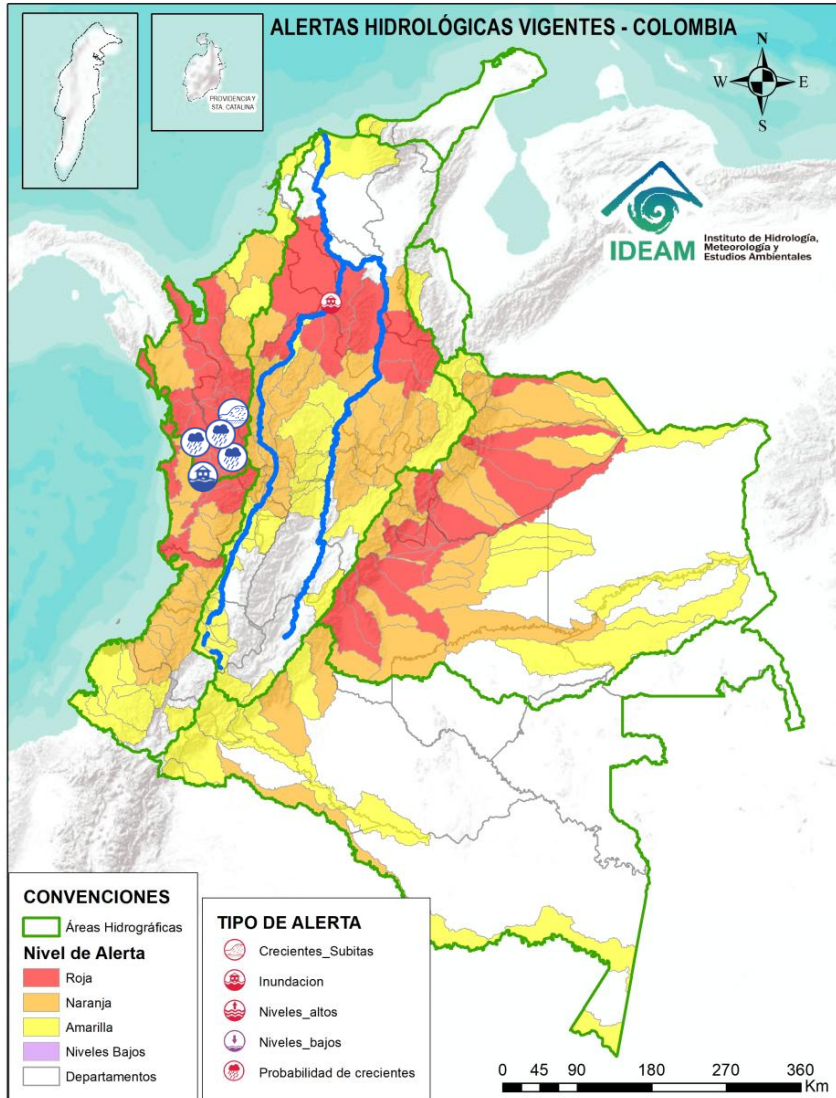 ALERTAS HIDROLÓGICAS VIGENTES - COLOMBIA
PROVIDENCIA Y
STA. CATALINA
N
W E
S
IDEAM
Instituto de Hidrología,
Meteorología y
Estudios Ambientales
CONVENCIONES
Áreas Hidrográficas
Nivel de Alerta
Roja
Naranja
Amarilla
Niveles Bajos
Departamentos
TIPO DE ALERTA
Crecientes_Subitas
Inundacion
Niveles_altos
Niveles_bajos
Probabilidad de crecientes
0 45 90 180 270 360
Km